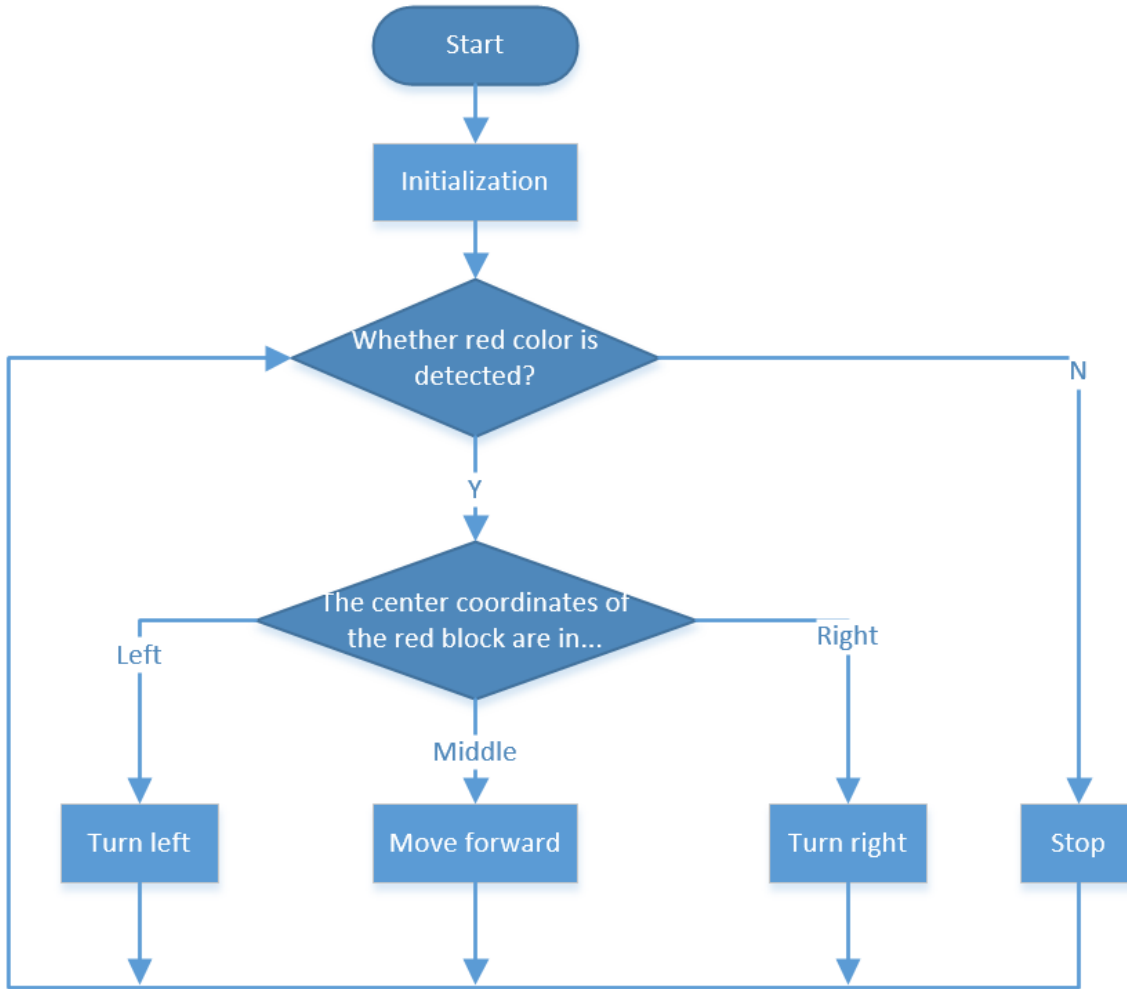 Start
Initialization
Whether red color is
detected?
N
Y
The center coordinates of
the red block are in...
Left
Right
Middle
Turn left
Move forward
Turn right
Stop